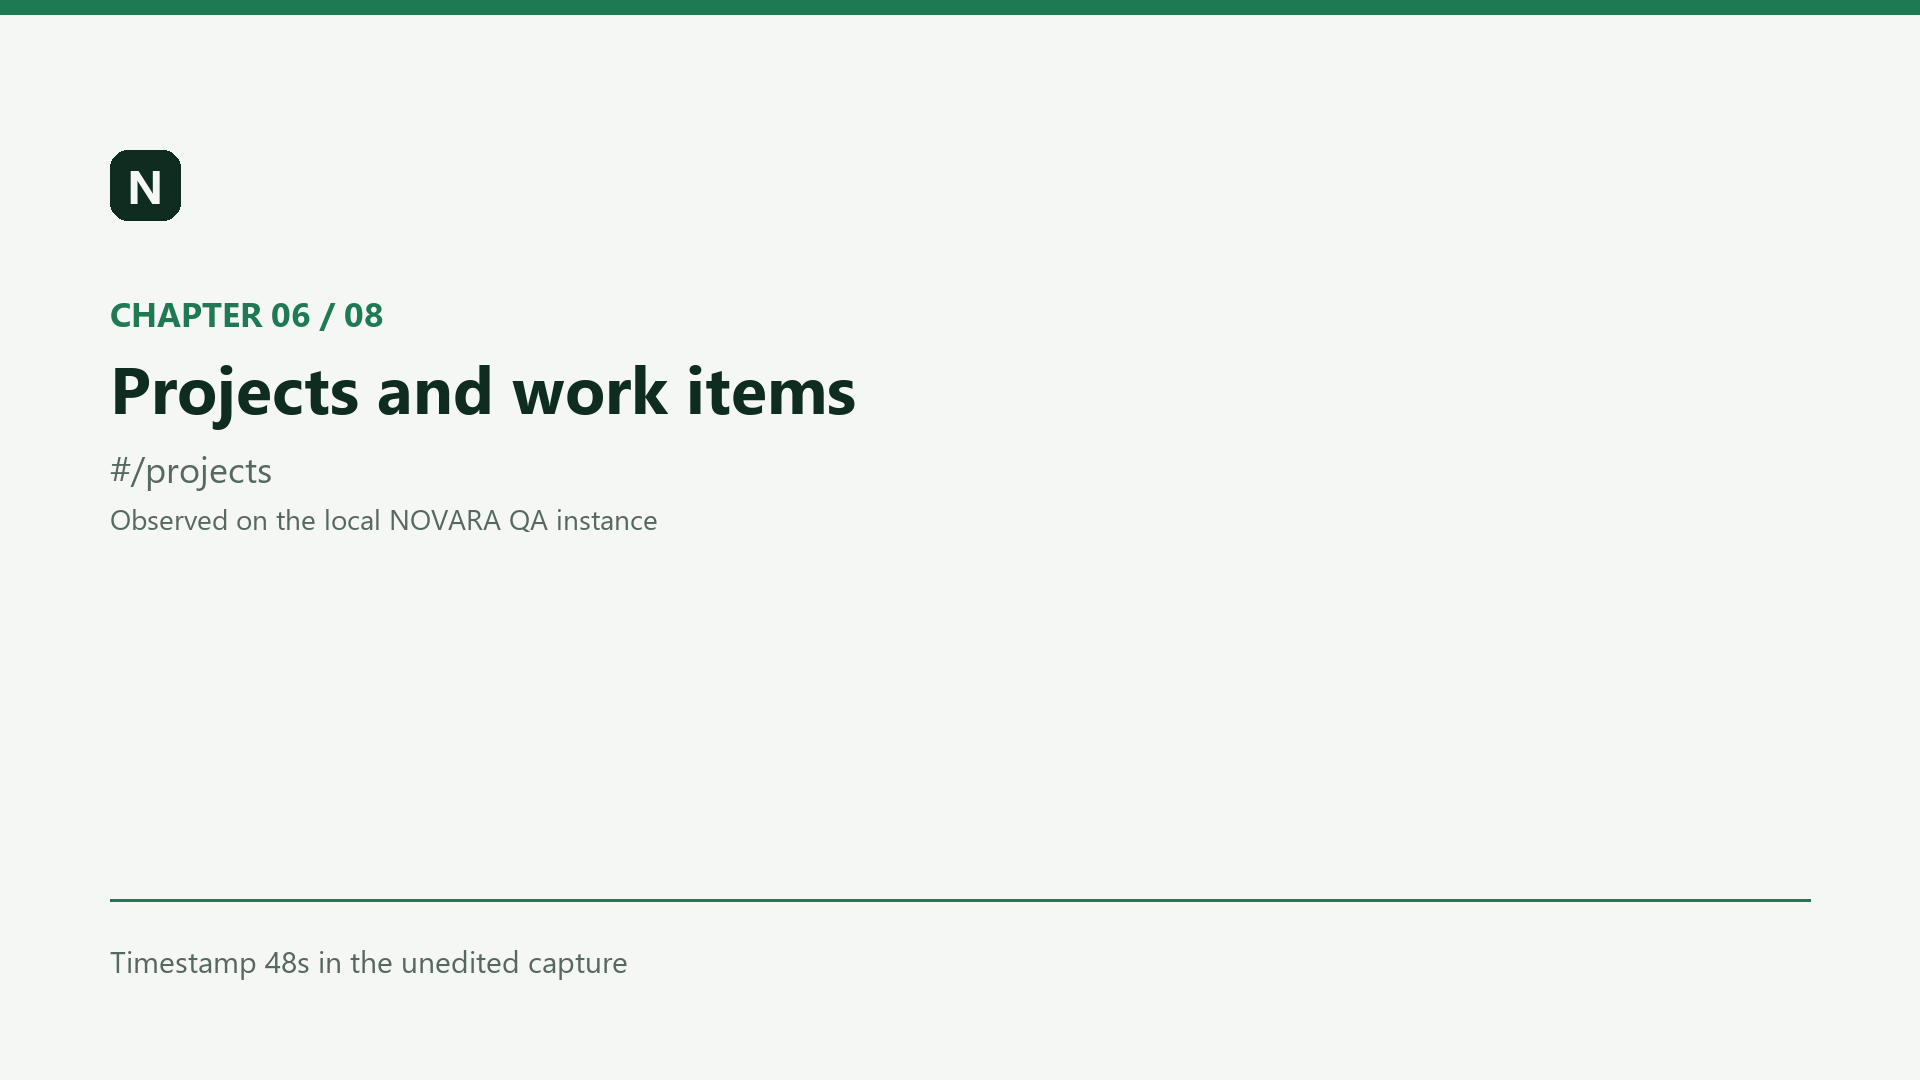 N
CHAPTER 06 / 08
Projects and work items
#/projects
Observed on the local NOVARA QA instance
Timestamp 48s in the unedited capture